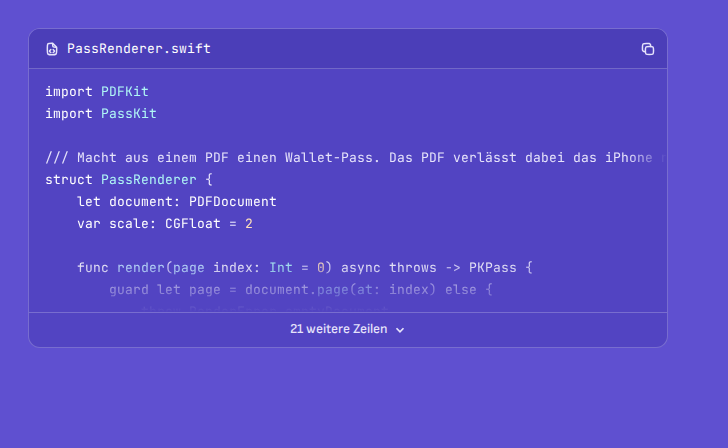 PassRenderer.swift
import PDFKit
import PassKit
/// Macht aus einem PDF einen Wallet-Pass. Das PDF verlässt dabei das iPhone
struct PassRenderer {
let document: PDFDocument
var scale: CGFloat = 2
func render(page index: Int = 0) async throws -> PKPass {
guard let page = document.page(at: index) else {
21 weitere Zeilen